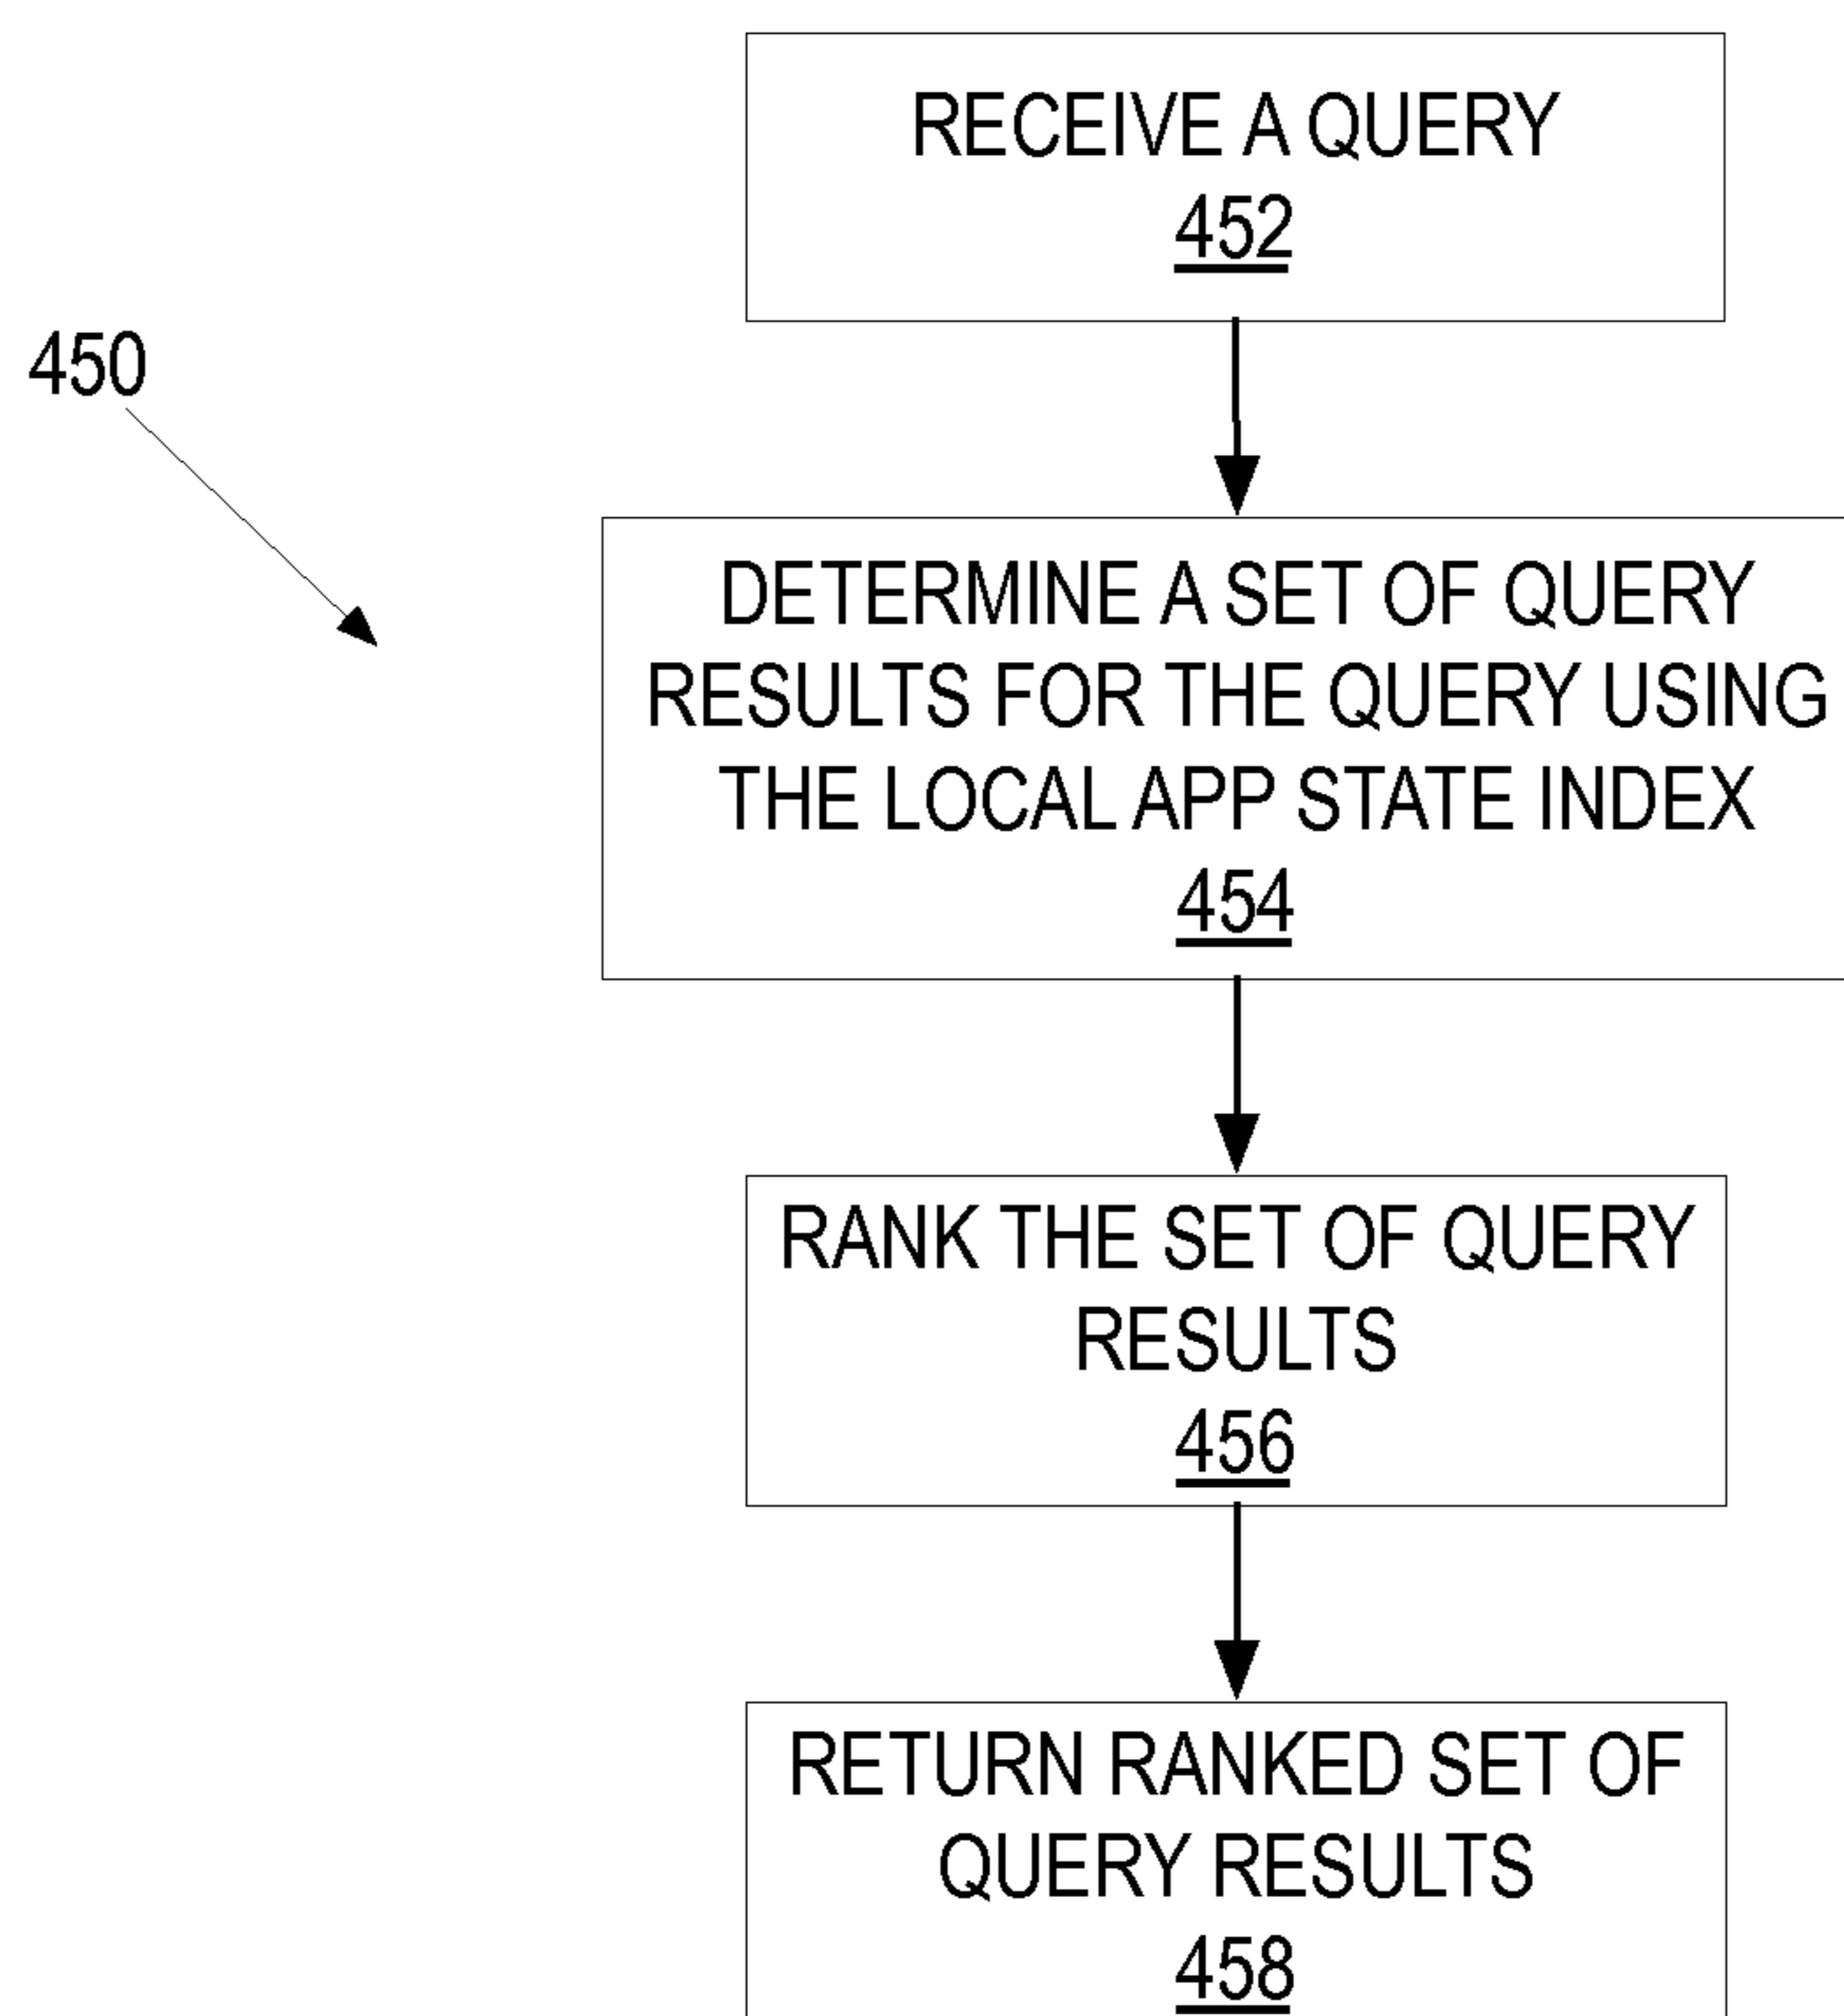 RECEIVE A QUERY
452
450
DETERMINE A SET OF QUERY
RESULTS FOR THE QUERY USING
THE LOCAL APP STATE INDEX
454
RANK THE SET OF QUERY
RESULTS
456
RETURN RANKED SET OF
QUERY RESULTS
458